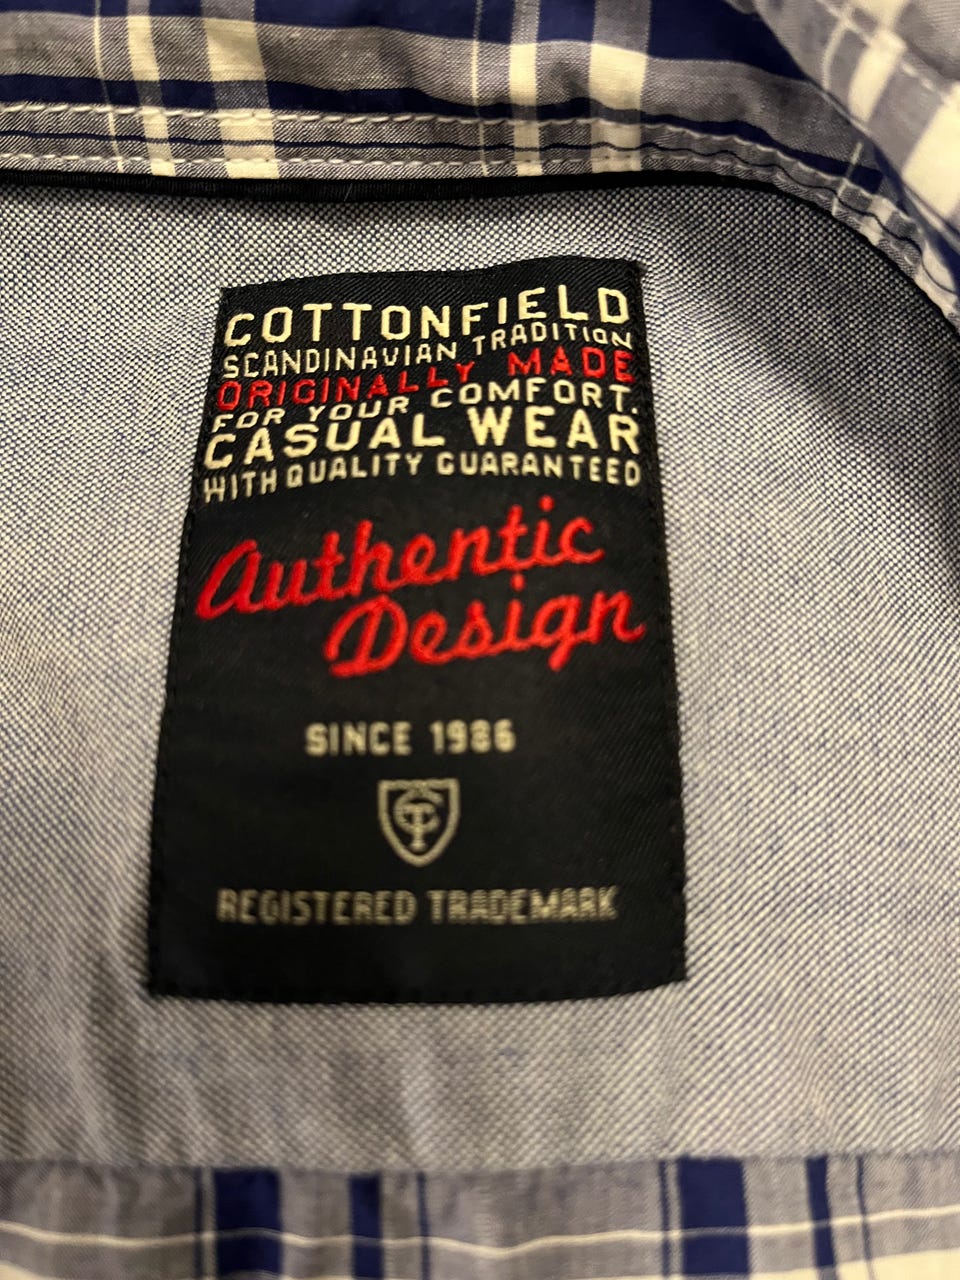 COTTONFIELD
SCANDINAVIAN TRADITION
ORIGINALLY MADE
FOR YOUR COMFORT.
CASUAL WEAR
WITH QUALITY GUARANTEED
Authentic
Design
SINCE 1986
REGISTERED TRADEMARK